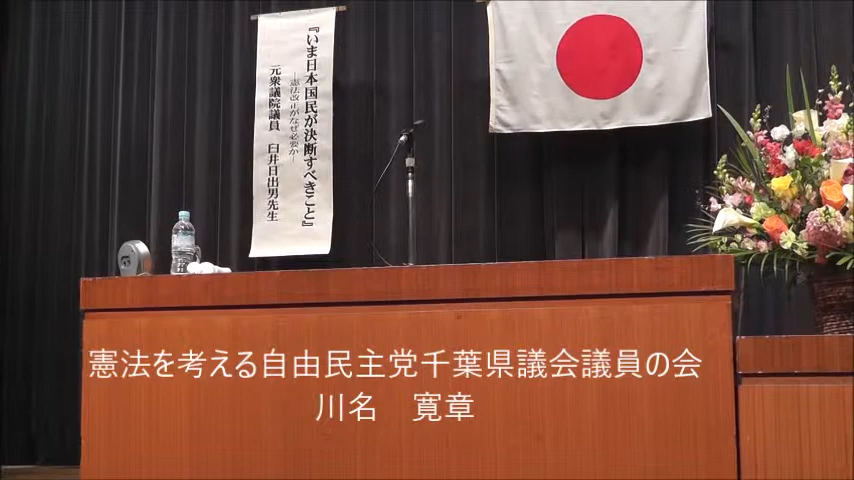 『いま日本国民が決断すべきこと』
―憲法改正がなぜ必要か―
元衆議院議員　臼井日出男先生
憲法を考える自由民主党千葉県議会議員の会
川名　寛章